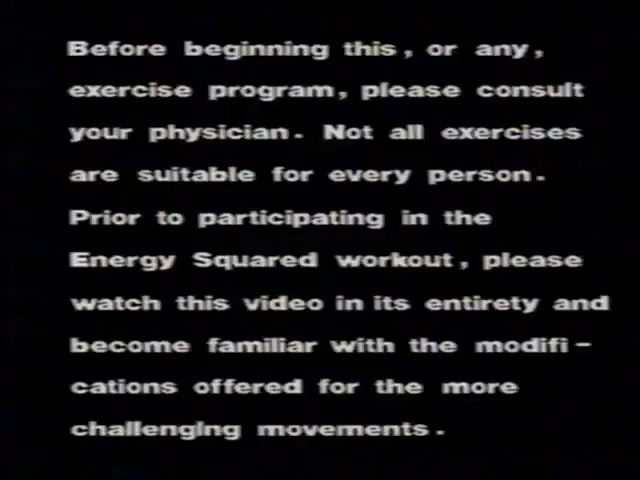 Before beginning this, or any,
exercise program, please consult
your physician. Not all exercises
are suitable for every person.
Prior to participating in the
Energy Squared workout, please
watch this video in its entirety and
become familiar with the modifi-
cations offered for the more
challenging movements.